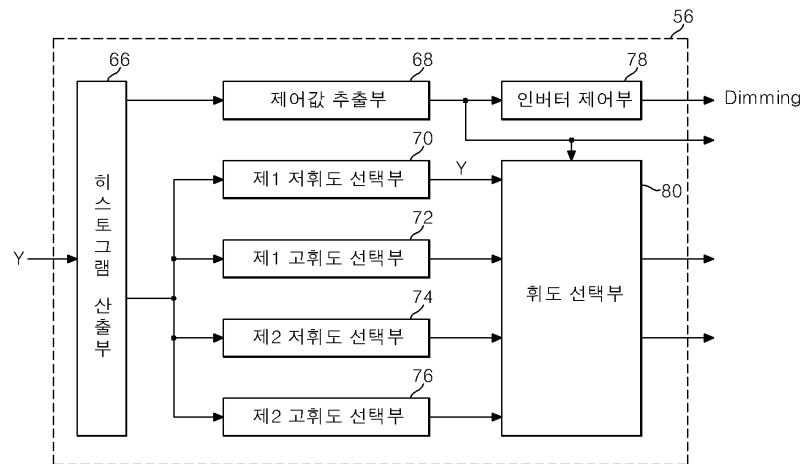 56
66
68
78
제어값 추출부
인버터 제어부
Dimming
70
제1 저휘도 선택부
Y
80
72
제1 고휘도 선택부
Y
히스토그램 산출부
휘도 선택부
74
제2 저휘도 선택부
76
제2 고휘도 선택부